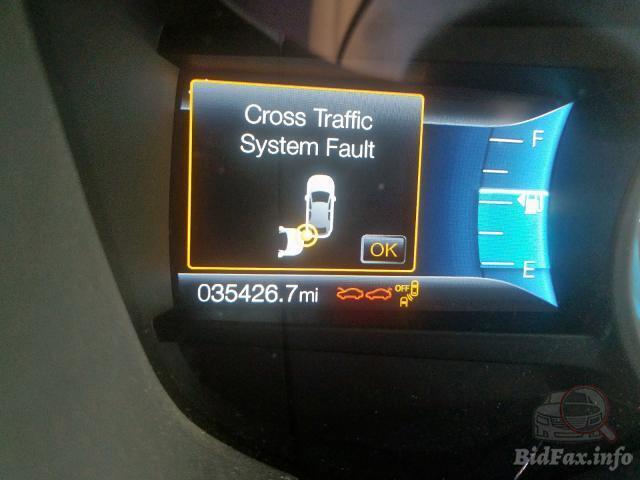 Cross Traffic
System Fault
OK
F
E
035426.7mi
OFF
BidFax.info